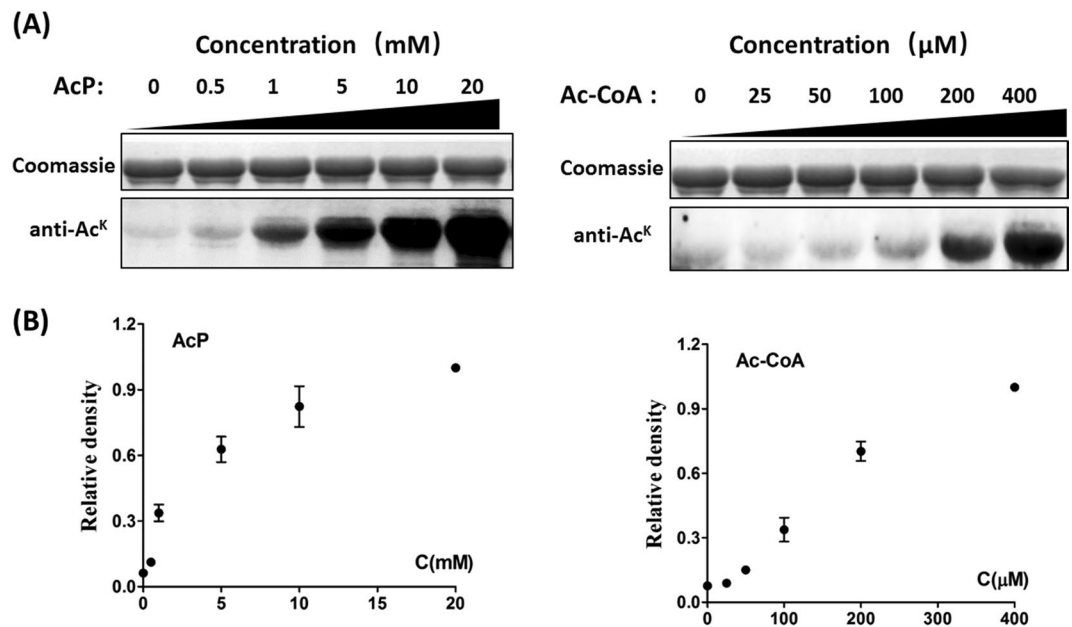 (A)
Concentration (mM)
AcP: 0 0.5 1 5 10 20
Coomassie
anti-Acᴷ
Concentration (μM)
Ac-CoA : 0 25 50 100 200 400
Coomassie
anti-Acᴷ
(B)
AcP
Relative density
1.2
0.9
0.6
0.3
0.0
0 5 10 15 20
C(mM)
Ac-CoA
Relative density
1.2
0.9
0.6
0.3
0.0
0 100 200 300 400
C(μM)